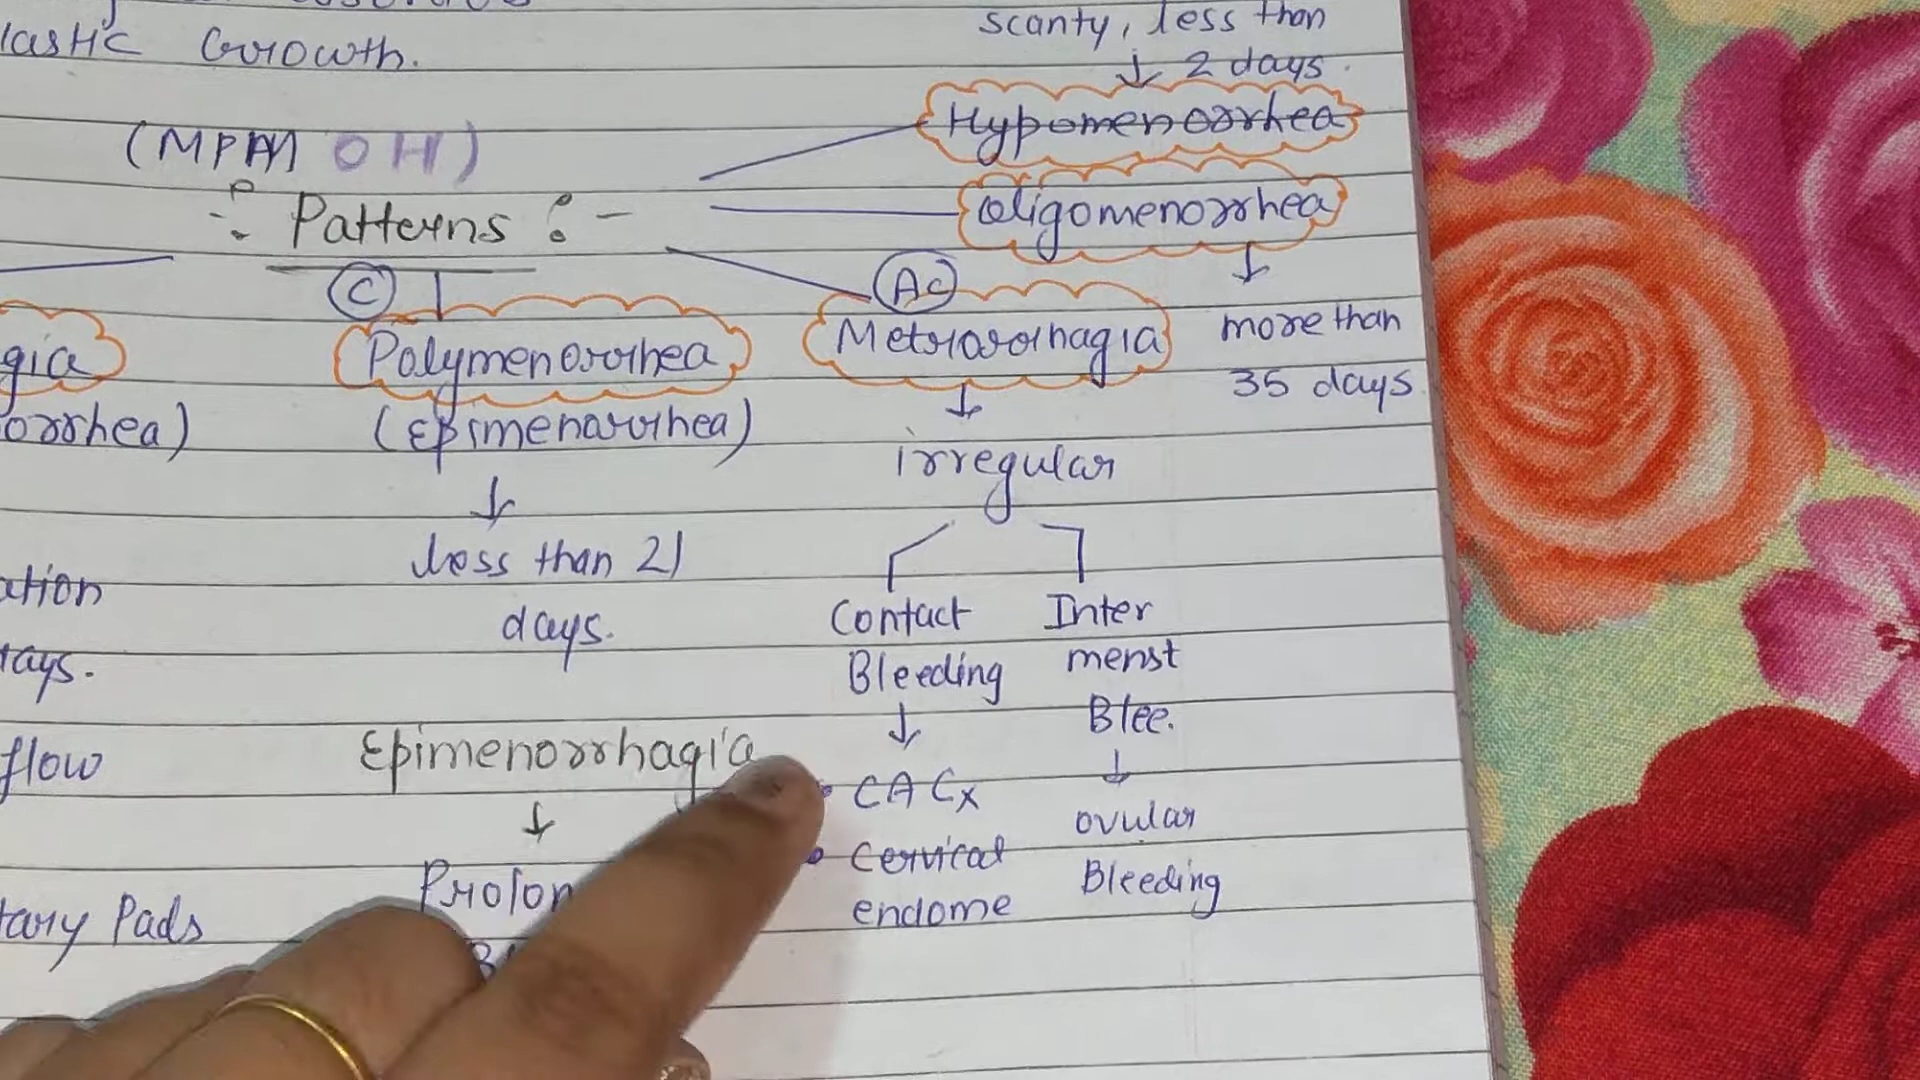 lastic Growth.
scanty, less than
↓ 2 days.
Hypomenorrhea
(MPM OH)
:- Patterns :-
Oligomenorrhea
↓
more than
35 days
C
Ac
gia
orrhea)
Polymenorrhea
(Epimenorrhea)
↓
less than 21
days.
Metrorrhagia
↓
irregular
Contact
Bleeding
↓
• CA Cx
• Cervical
endome
Inter
menst
Blee.
↓
ovular
Bleeding
ation
days.
flow
Epimenorrhagia
↓
Prolon
tary Pads